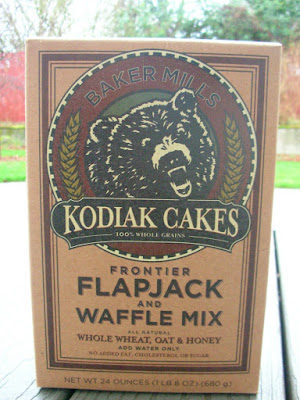 BAKER MILLS
KODIAK CAKES
100% WHOLE GRAINS
FRONTIER
FLAPJACK
AND
WAFFLE MIX
ALL NATURAL
WHOLE WHEAT, OAT & HONEY
ADD WATER ONLY
NO ADDED FAT, CHOLESTEROL OR SUGAR
NET WT. 24 OUNCES (1 LB. 8 OZ) (680 g)